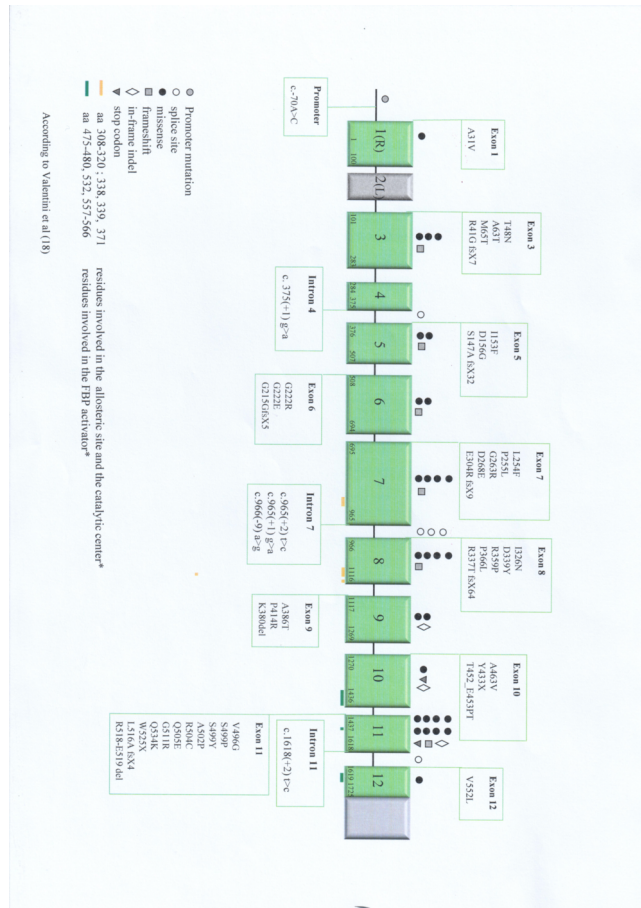 Exon 1
A31V
Exon 3
T48N
A63T
M65T
R41G fsX7
Exon 5
I153F
D156G
S147A fsX32
Exon 7
L254F
P255L
G263R
D268E
E304R fsX9
Exon 8
I326N
D339Y
R359P
P366L
R337T fsX64
Exon 10
A463V
Y433X
T452_E453PT
Exon 12
V552L
1(R)
1 100
2(L)
3
101 283
4
284 375
5
376 507
6
508 694
7
695 965
8
966 1116
9
1117 1269
10
1270 1436
11
1437 1618
12
1619 1725
Promoter
c.-70A>C
Intron 4
c. 375(+1) g>a
Exon 6
G222R
G222E
G215GfsX5
Intron 7
c.965(+2) t>c
c.965(+1) g>a
c.966(-9) a>g
Exon 9
A386T
P414R
K380del
Intron 11
c.1618(+2) t>c
Exon 11
V496G
S499P
S499Y
A502P
R504C
Q505E
G511R
Q534K
W525X
L516A fsX4
R518-E519 del
Promoter mutation
splice site
missense
frameshift
in-frame indel
stop codon
aa 308-320 ; 338, 339, 371 residues involved in the allosteric site and the catalytic center*
aa 475-480, 532, 557-566 residues involved in the FBP activator*
According to Valentini et al (18)